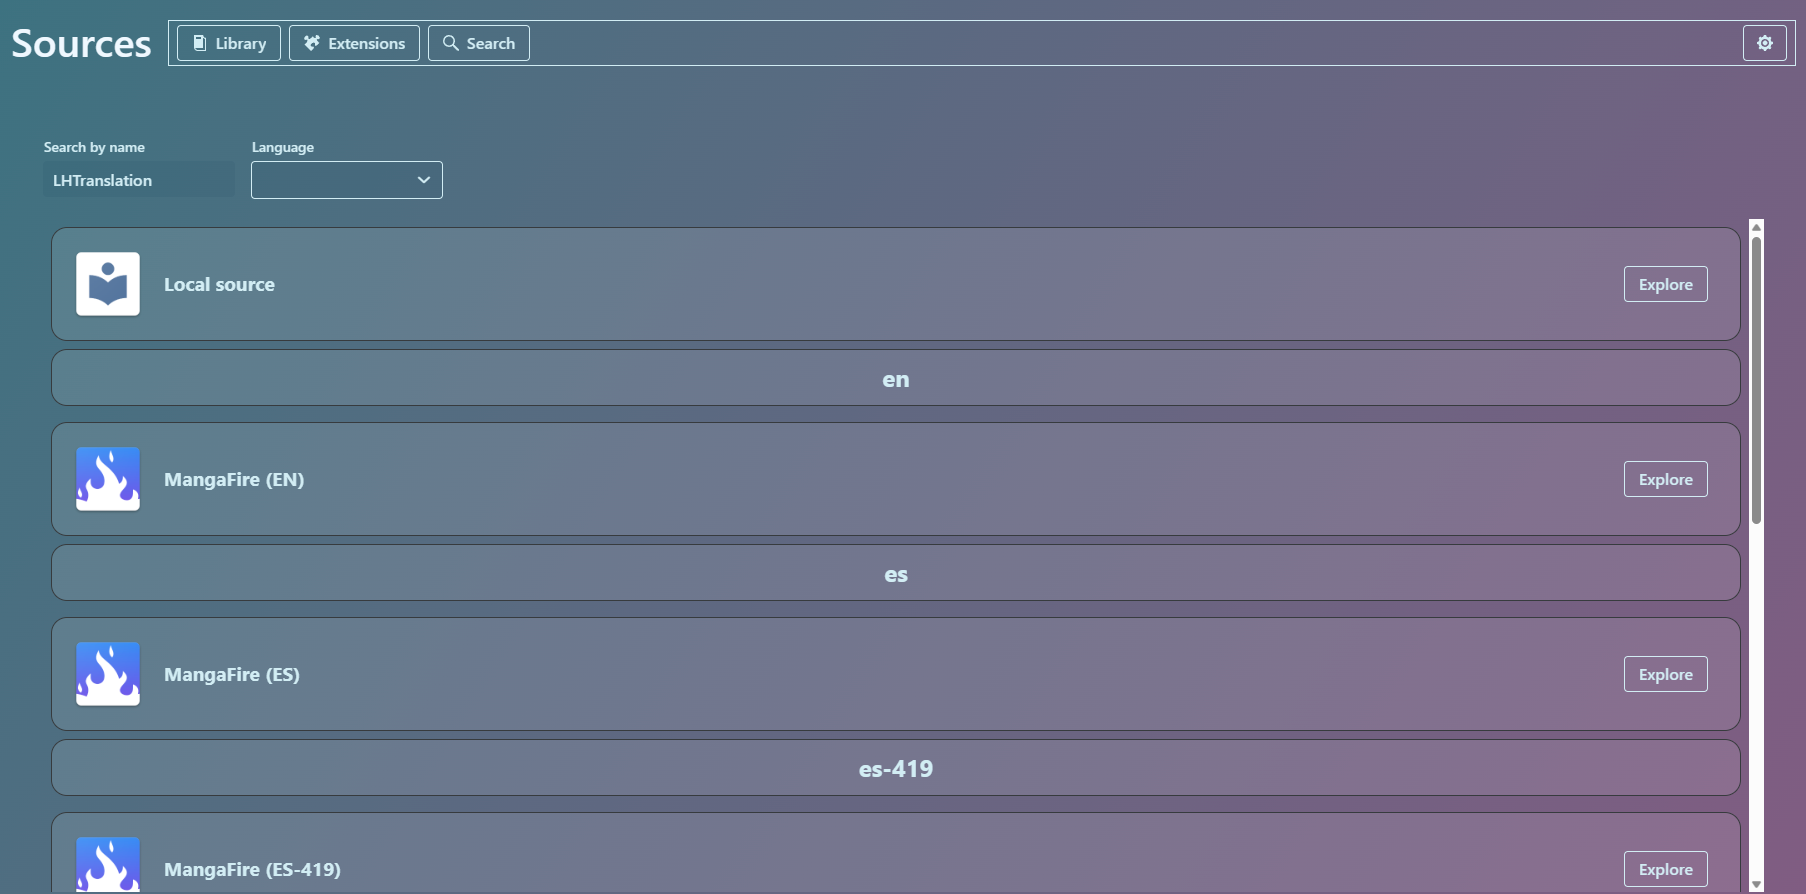 Sources
Library
Extensions
Search
Search by name
Language
LHTranslation
Local source
Explore
en
MangaFire (EN)
Explore
es
MangaFire (ES)
Explore
es-419
MangaFire (ES-419)
Explore